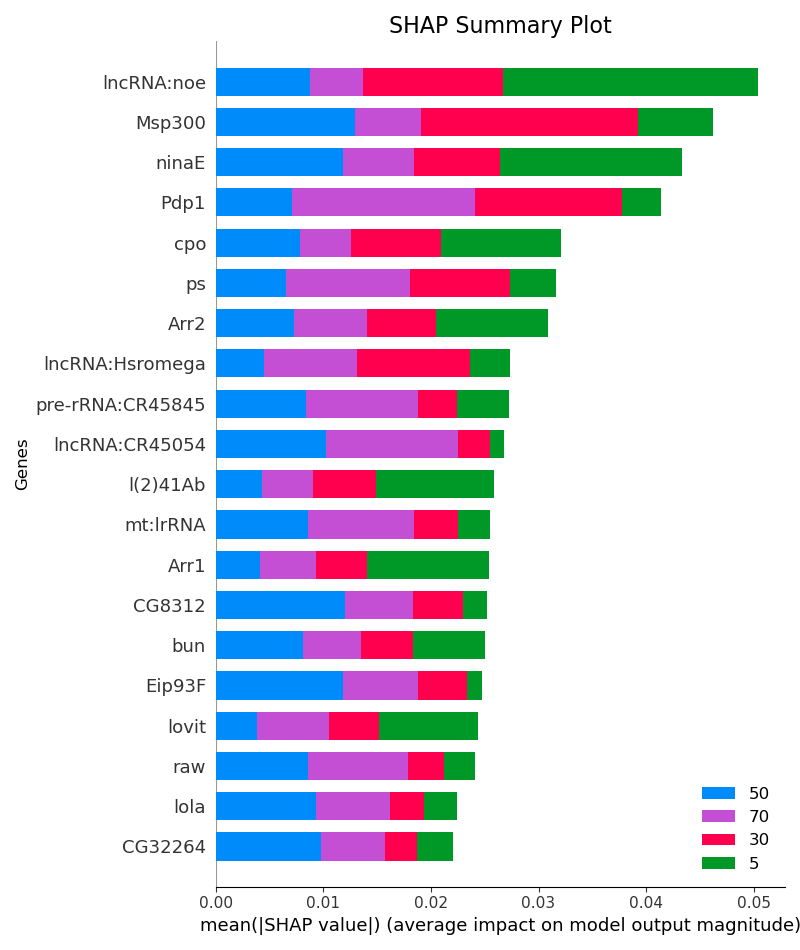 SHAP Summary Plot
lncRNA:noe
Msp300
ninaE
Pdp1
cpo
ps
Arr2
lncRNA:Hsromega
pre-rRNA:CR45845
lncRNA:CR45054
l(2)41Ab
mt:lrRNA
Arr1
CG8312
bun
Eip93F
lovit
raw
lola
CG32264
Genes
50
70
30
5
0.00 0.01 0.02 0.03 0.04 0.05
mean(|SHAP value|) (average impact on model output magnitude)